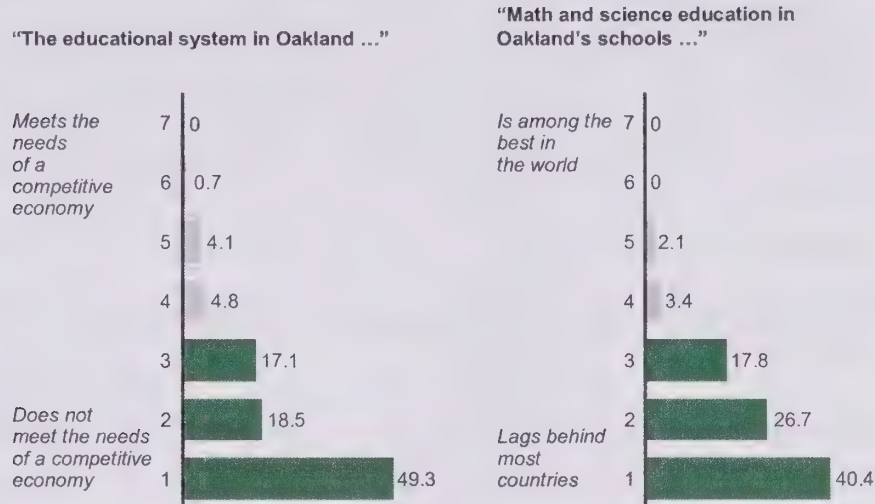 “The educational system in Oakland ...”
Meets the
needs
of a
competitive
economy
7 0
6 0.7
5 4.1
4 4.8
3 17.1
Does not
meet the needs
of a competitive
economy
2 18.5
1 49.3
“Math and science education in
Oakland’s schools ...”
Is among the
best in
the world
7 0
6 0
5 2.1
4 3.4
3 17.8
2 26.7
Lags behind
most
countries
1 40.4